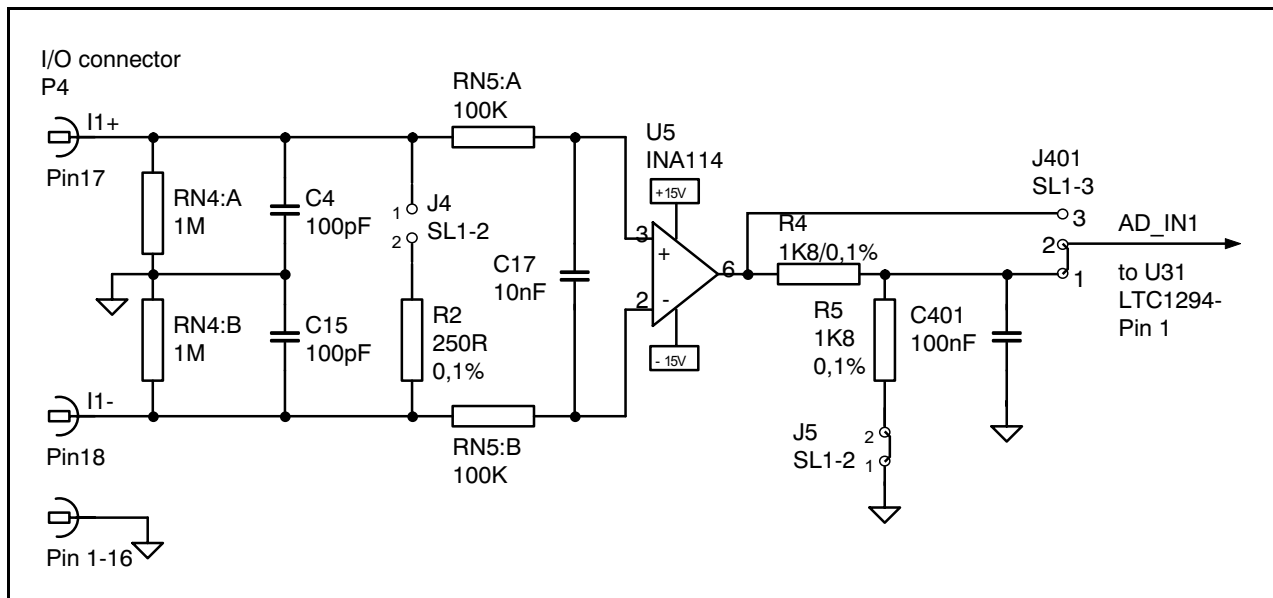 I/O connector
P4
I1+
Pin17
RN4:A
1M
C4
100pF
RN4:B
1M
C15
100pF
I1-
Pin18
Pin 1-16
RN5:A
100K
1
2
J4
SL1-2
R2
250R
0,1%
RN5:B
100K
C17
10nF
U5
INA114
+15V
3
+
2
-
6
- 15V
R4
1K8/0,1%
R5
1K8
0,1%
C401
100nF
J5
SL1-2
2
1
J401
SL1-3
3
2
1
AD_IN1
to U31
LTC1294-
Pin 1